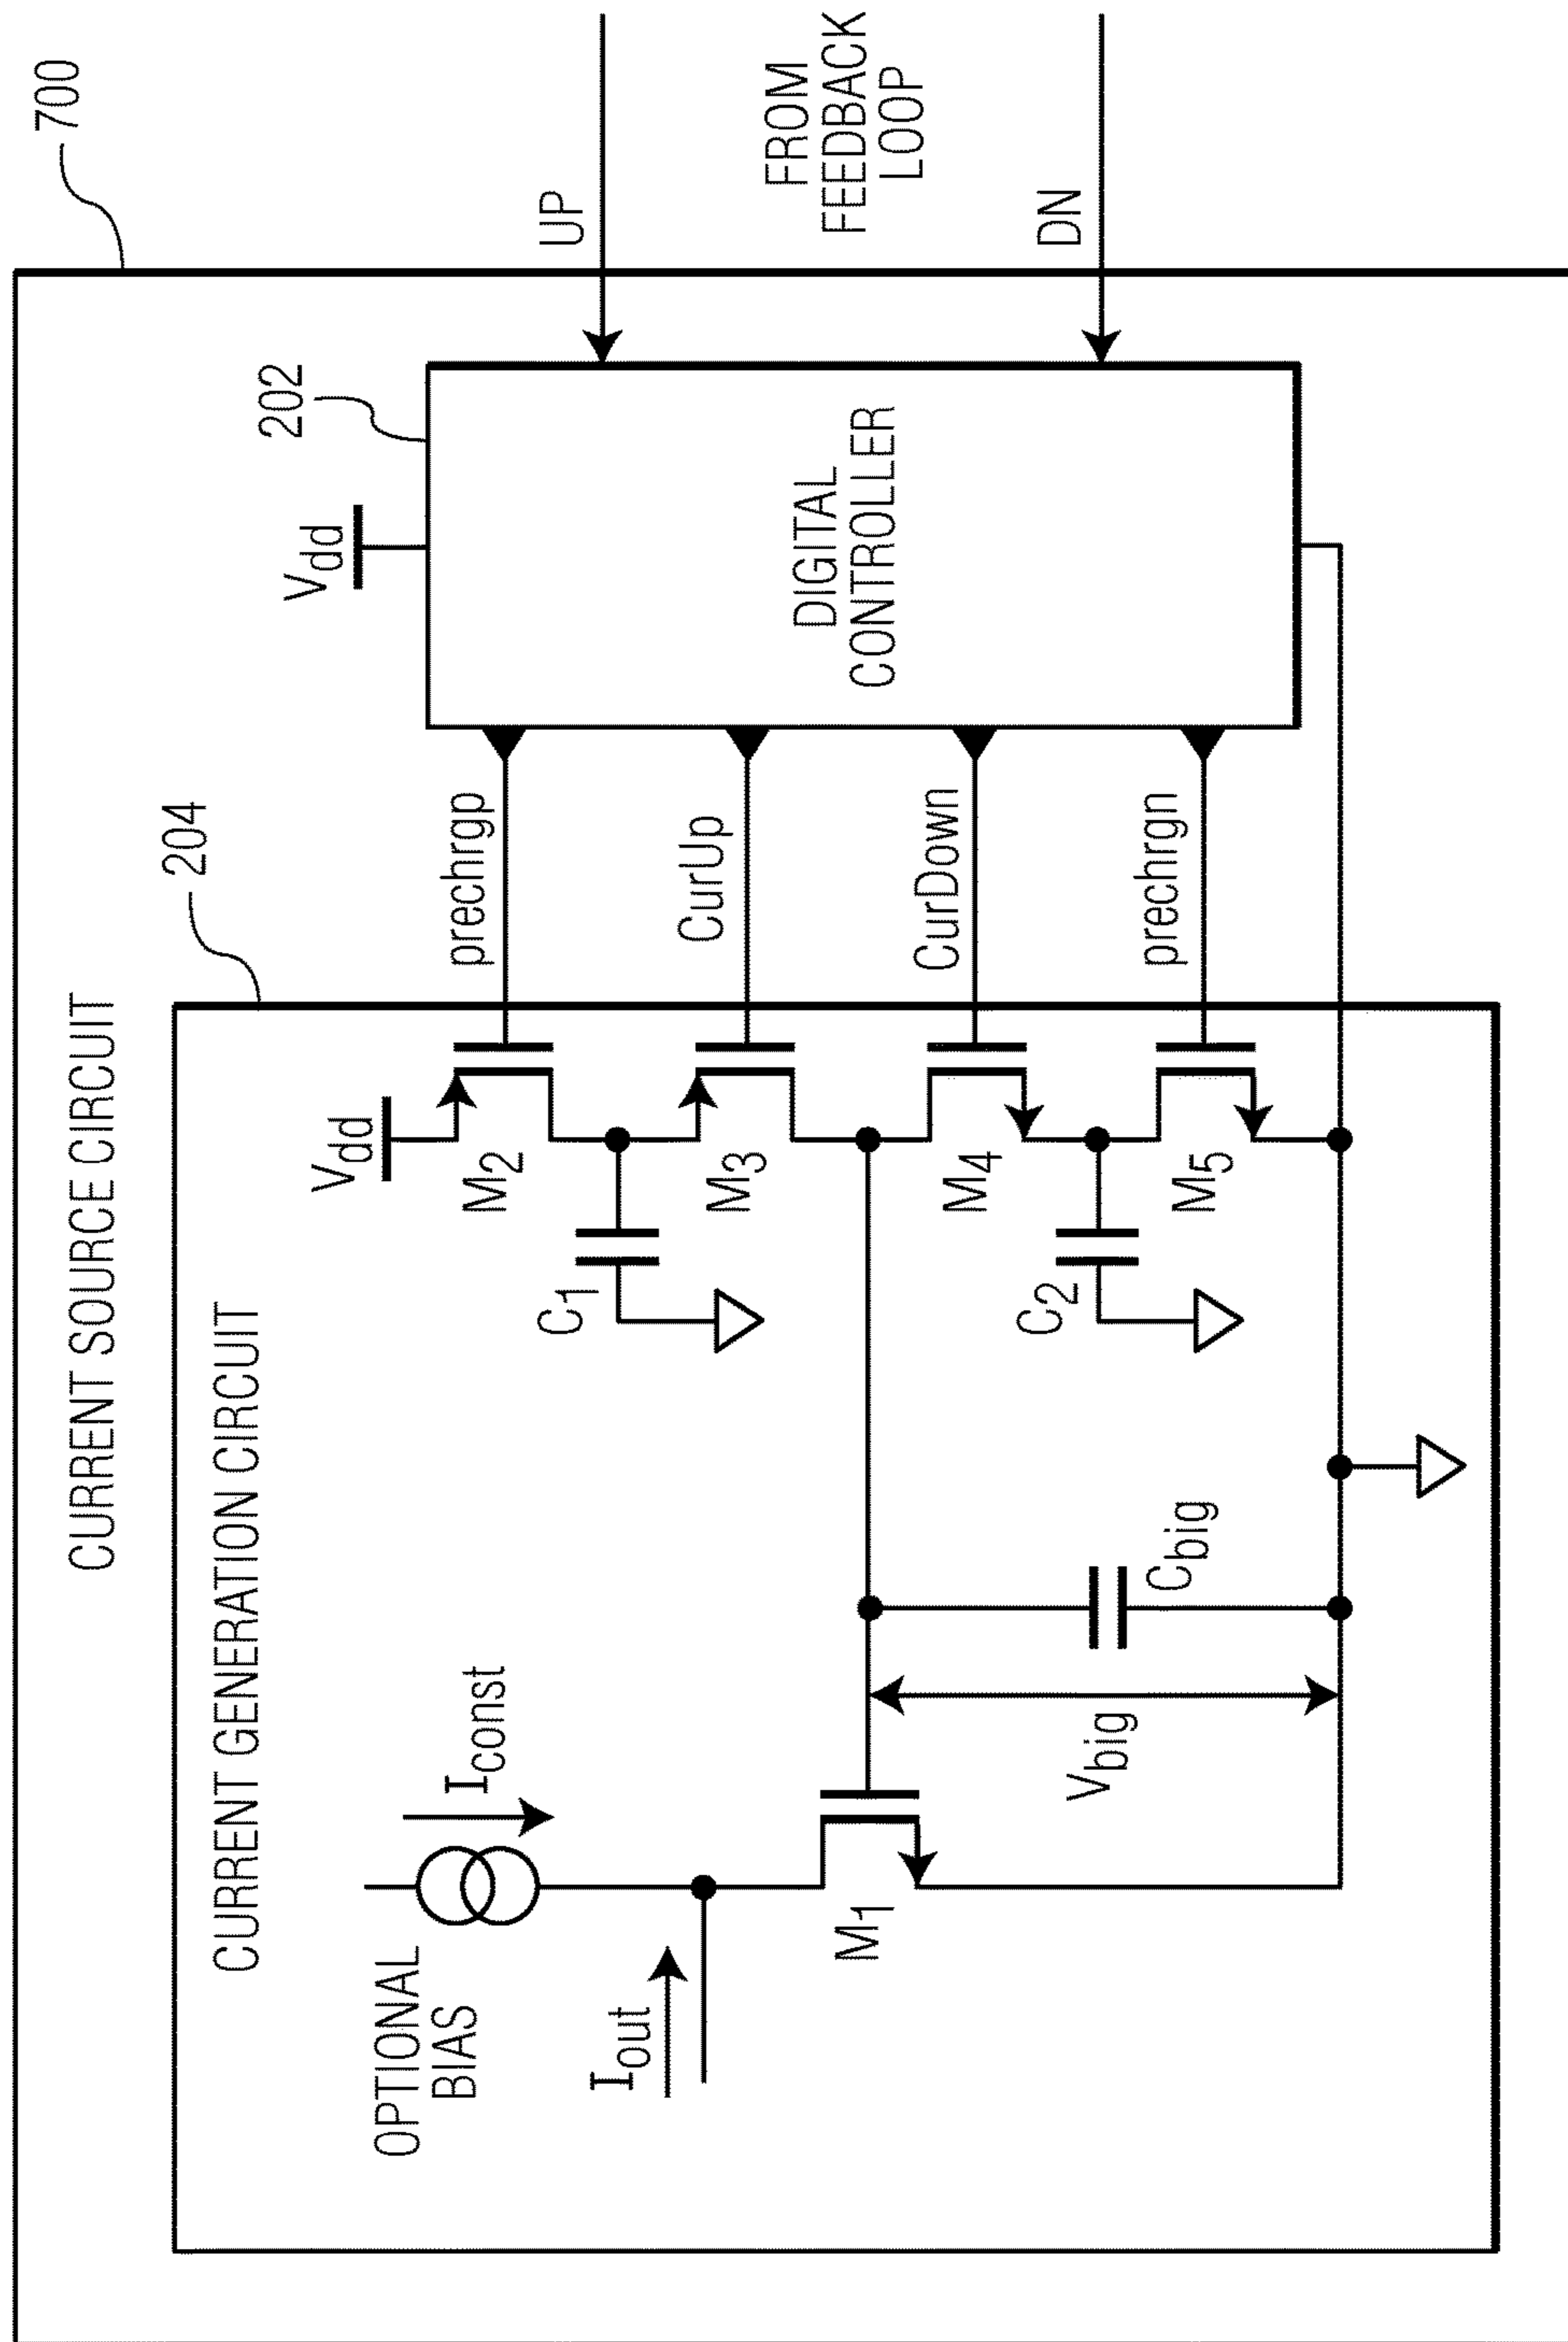 700
CURRENT SOURCE CIRCUIT
204
CURRENT GENERATION CIRCUIT
202
Vdd
Vdd
OPTIONAL
BIAS
Iconst
Iout
M1
Vbig
Cbig
C1
C2
M2
M3
M4
M5
prechrgp
CurUp
CurDown
prechrgn
DIGITAL
CONTROLLER
UP
DN
FROM
FEEDBACK
LOOP